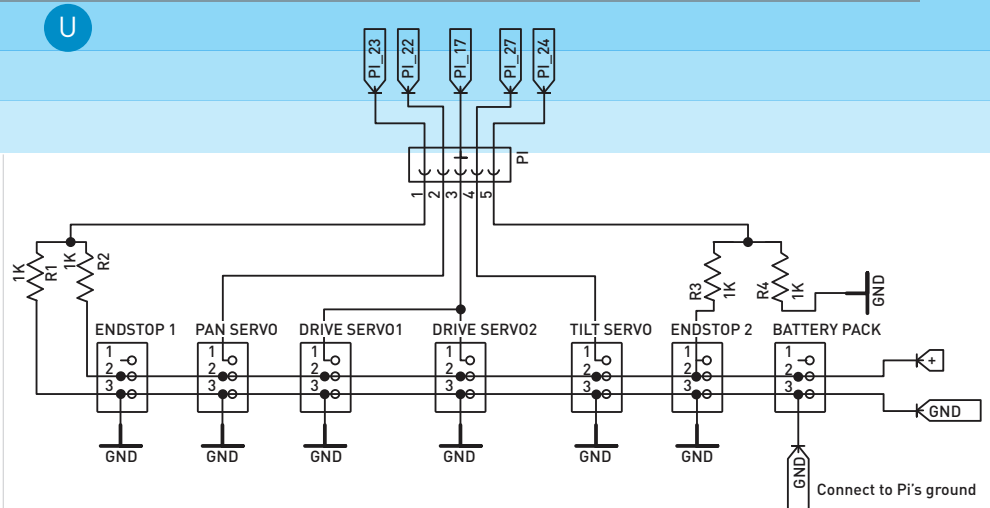 U
PI_23
PI_22
PI_17
PI_27
PI_24
PI
1
2
3
4
5
1K
R1
1K
R2
R3
1K
R4
1K
GND
ENDSTOP 1
PAN SERVO
DRIVE SERVO1
DRIVE SERVO2
TILT SERVO
ENDSTOP 2
BATTERY PACK
1
2
3
1
2
3
1
2
3
1
2
3
1
2
3
1
2
3
1
2
3
+
GND
GND
GND
GND
GND
GND
GND
GND
Connect to Pi's ground